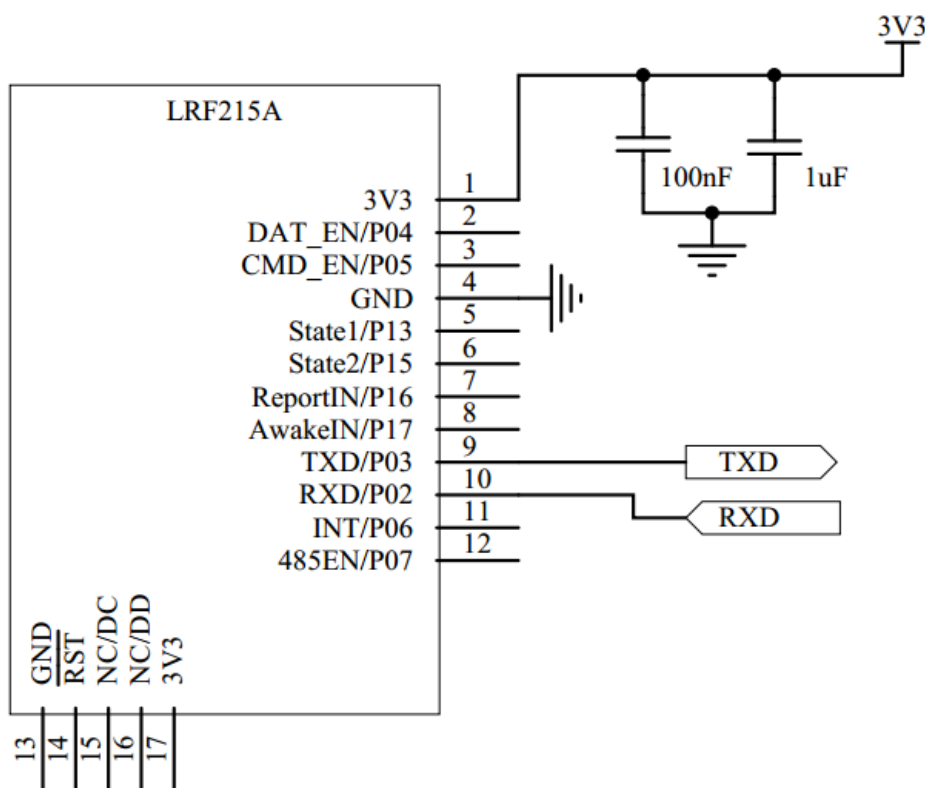 3V3
LRF215A
100nF
1uF
3V3 1
DAT_EN/P04 2
CMD_EN/P05 3
GND 4
State1/P13 5
State2/P15 6
ReportIN/P16 7
AwakeIN/P17 8
TXD/P03 9
TXD
RXD/P02 10
RXD
INT/P06 11
485EN/P07 12
GND
RST
NC/DC
NC/DD
3V3
13
14
15
16
17